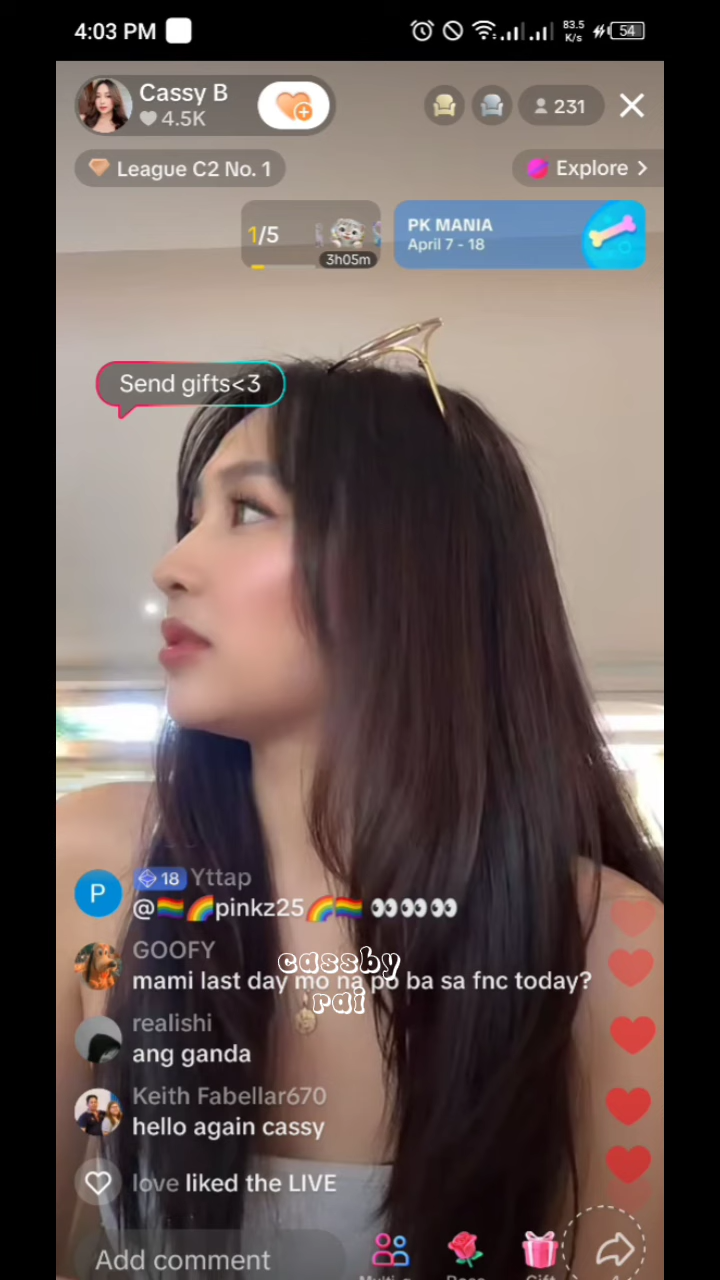 4:03 PM
83.5
K/s
54
Cassy B
4.5K
231
League C2 No. 1
Explore >
1/5
3h05m
PK MANIA
April 7 - 18
Send gifts<3
18 Yttap
P
@🏳️‍🌈🌈pinkz25🌈🏳️‍🌈 👀👀👀
GOOFY
mami last day mo na po ba sa fnc today?
cassby
rai
realishi
ang ganda
Keith Fabellar670
hello again cassy
love liked the LIVE
Add comment